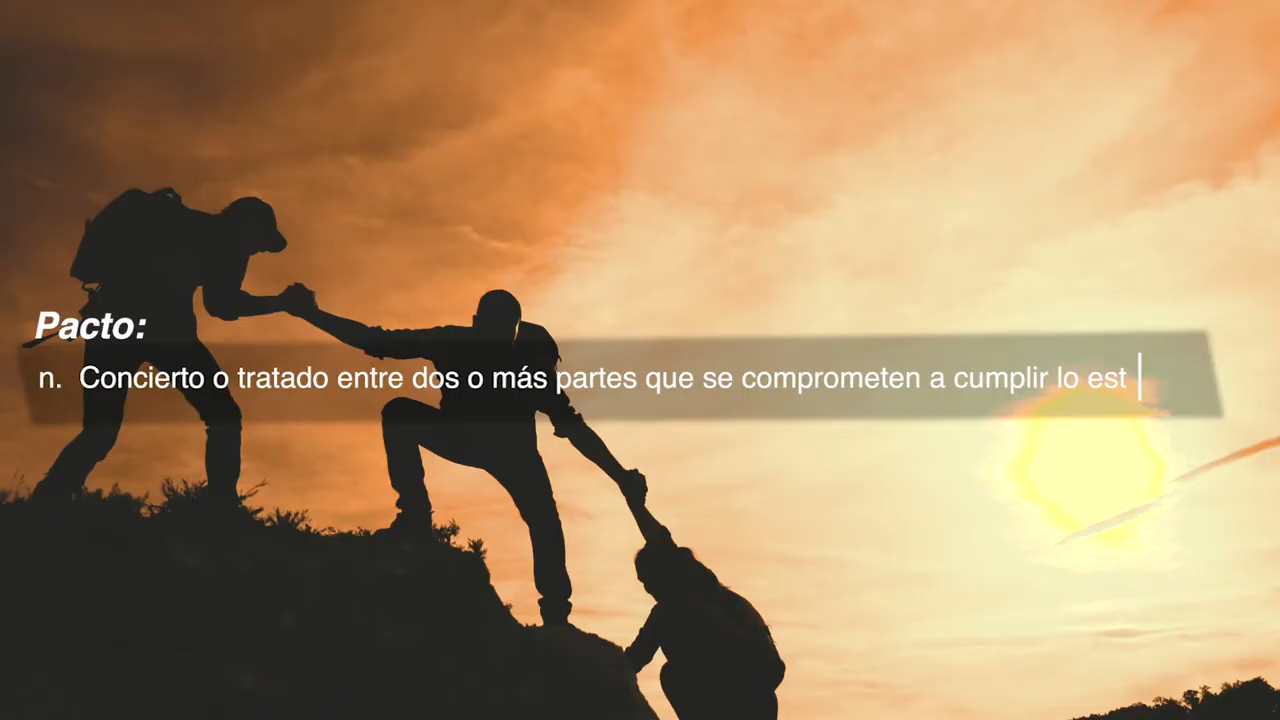 Pacto:
n. Concierto o tratado entre dos o más partes que se comprometen a cumplir lo est